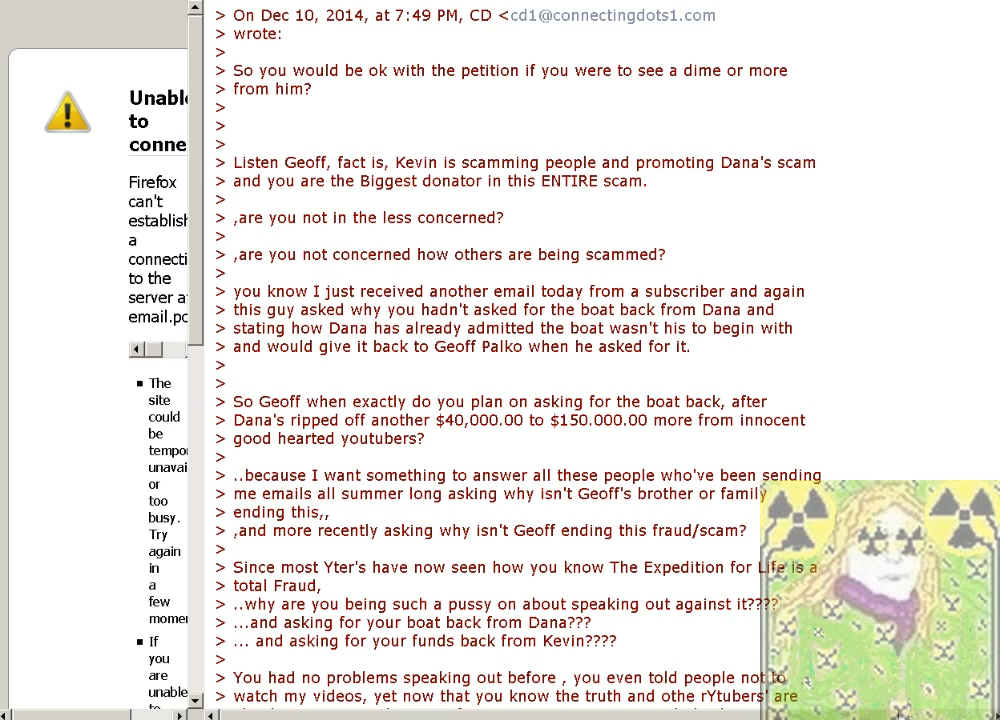 Unable
to
conne
Firefox
can't
establish
a
connecti
to the
server a
email.po
The
site
could
be
tempor
unavai
or
too
busy.
Try
again
in
a
few
momen
If
you
are
unable
to
> On Dec 10, 2014, at 7:49 PM, CD <cd1@connectingdots1.com
> wrote:
>
> So you would be ok with the petition if you were to see a dime or more
> from him?
>
>
>
> Listen Geoff, fact is, Kevin is scamming people and promoting Dana's scam
> and you are the Biggest donator in this ENTIRE scam.
>
> ,are you not in the less concerned?
>
> ,are you not concerned how others are being scammed?
>
> you know I just received another email today from a subscriber and again
> this guy asked why you hadn't asked for the boat back from Dana and
> stating how Dana has already admitted the boat wasn't his to begin with
> and would give it back to Geoff Palko when he asked for it.
>
>
> So Geoff when exactly do you plan on asking for the boat back, after
> Dana's ripped off another $40,000.00 to $150.000.00 more from innocent
> good hearted youtubers?
>
> ..because I want something to answer all these people who've been sending
> me emails all summer long asking why isn't Geoff's brother or family
> ending this,,
> ,and more recently asking why isn't Geoff ending this fraud/scam?
>
> Since most Yter's have now seen how you know The Expedition for Life is a
> total Fraud,
> ..why are you being such a pussy on about speaking out against it????
> ...and asking for your boat back from Dana???
> ... and asking for your funds back from Kevin????
>
> You had no problems speaking out before , you even told people not to
> watch my videos, yet now that you know the truth and othe rYtubers' are